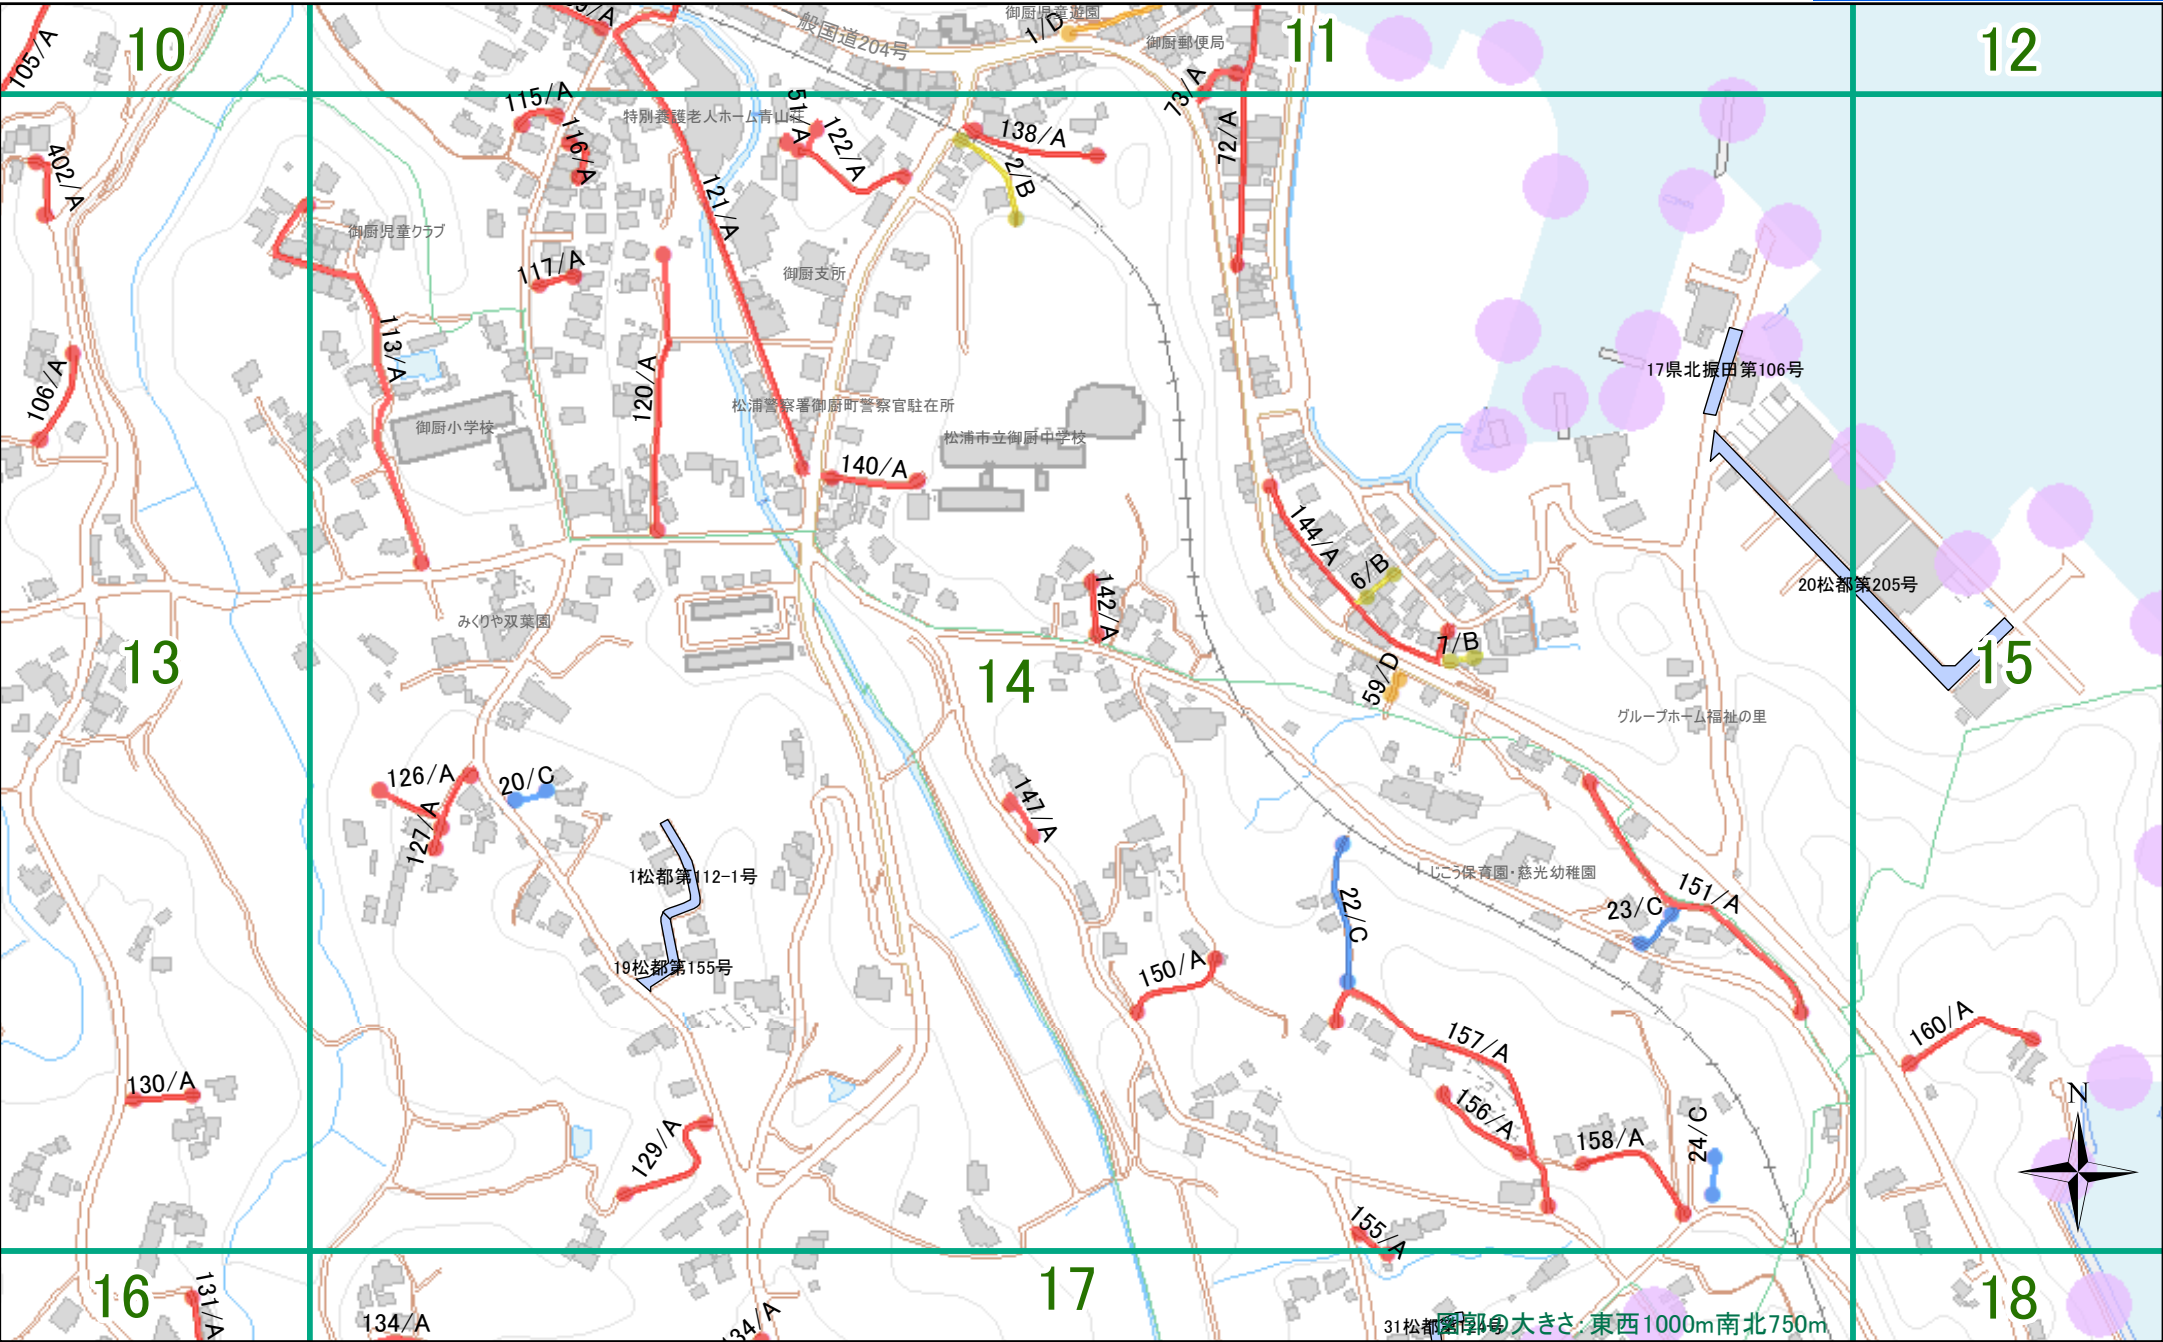 9/A
御厨児童遊園
1/D
般国道204号
御厨郵便局
11
12
10
105/A
73/A
115/A
特別養護老人ホーム青山荘
51/A
122/A
138/A
72/A
116/A
2/B
402/A
121/A
御厨児童クラブ
117/A
御厨支所
113/A
120/A
106/A
17県北振田第106号
松浦警察署御厨町警察官駐在所
御厨小学校
松浦市立御厨中学校
140/A
144/A
6/B
20松都第205号
142/A
みくりや双葉園
7/B
13
14
15
59/D
グループホーム福祉の里
126/A
20/C
127/A
147/A
1松都第112-1号
じこう保育園・慈光幼稚園
151/A
23/C
22/C
19松都第155号
150/A
157/A
160/A
130/A
N
156/A
129/A
158/A
24/C
155/A
16
17
18
131/A
134/A
134/A
図郭の大きさ：東西1000m南北750m